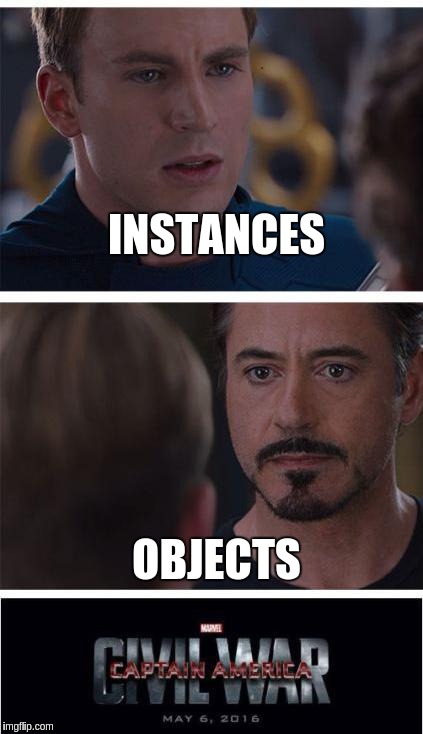 INSTANCES
OBJECTS
MARVEL
CIVIL WAR
CAPTAIN AMERICA
MAY 6, 2016
imgflip.com